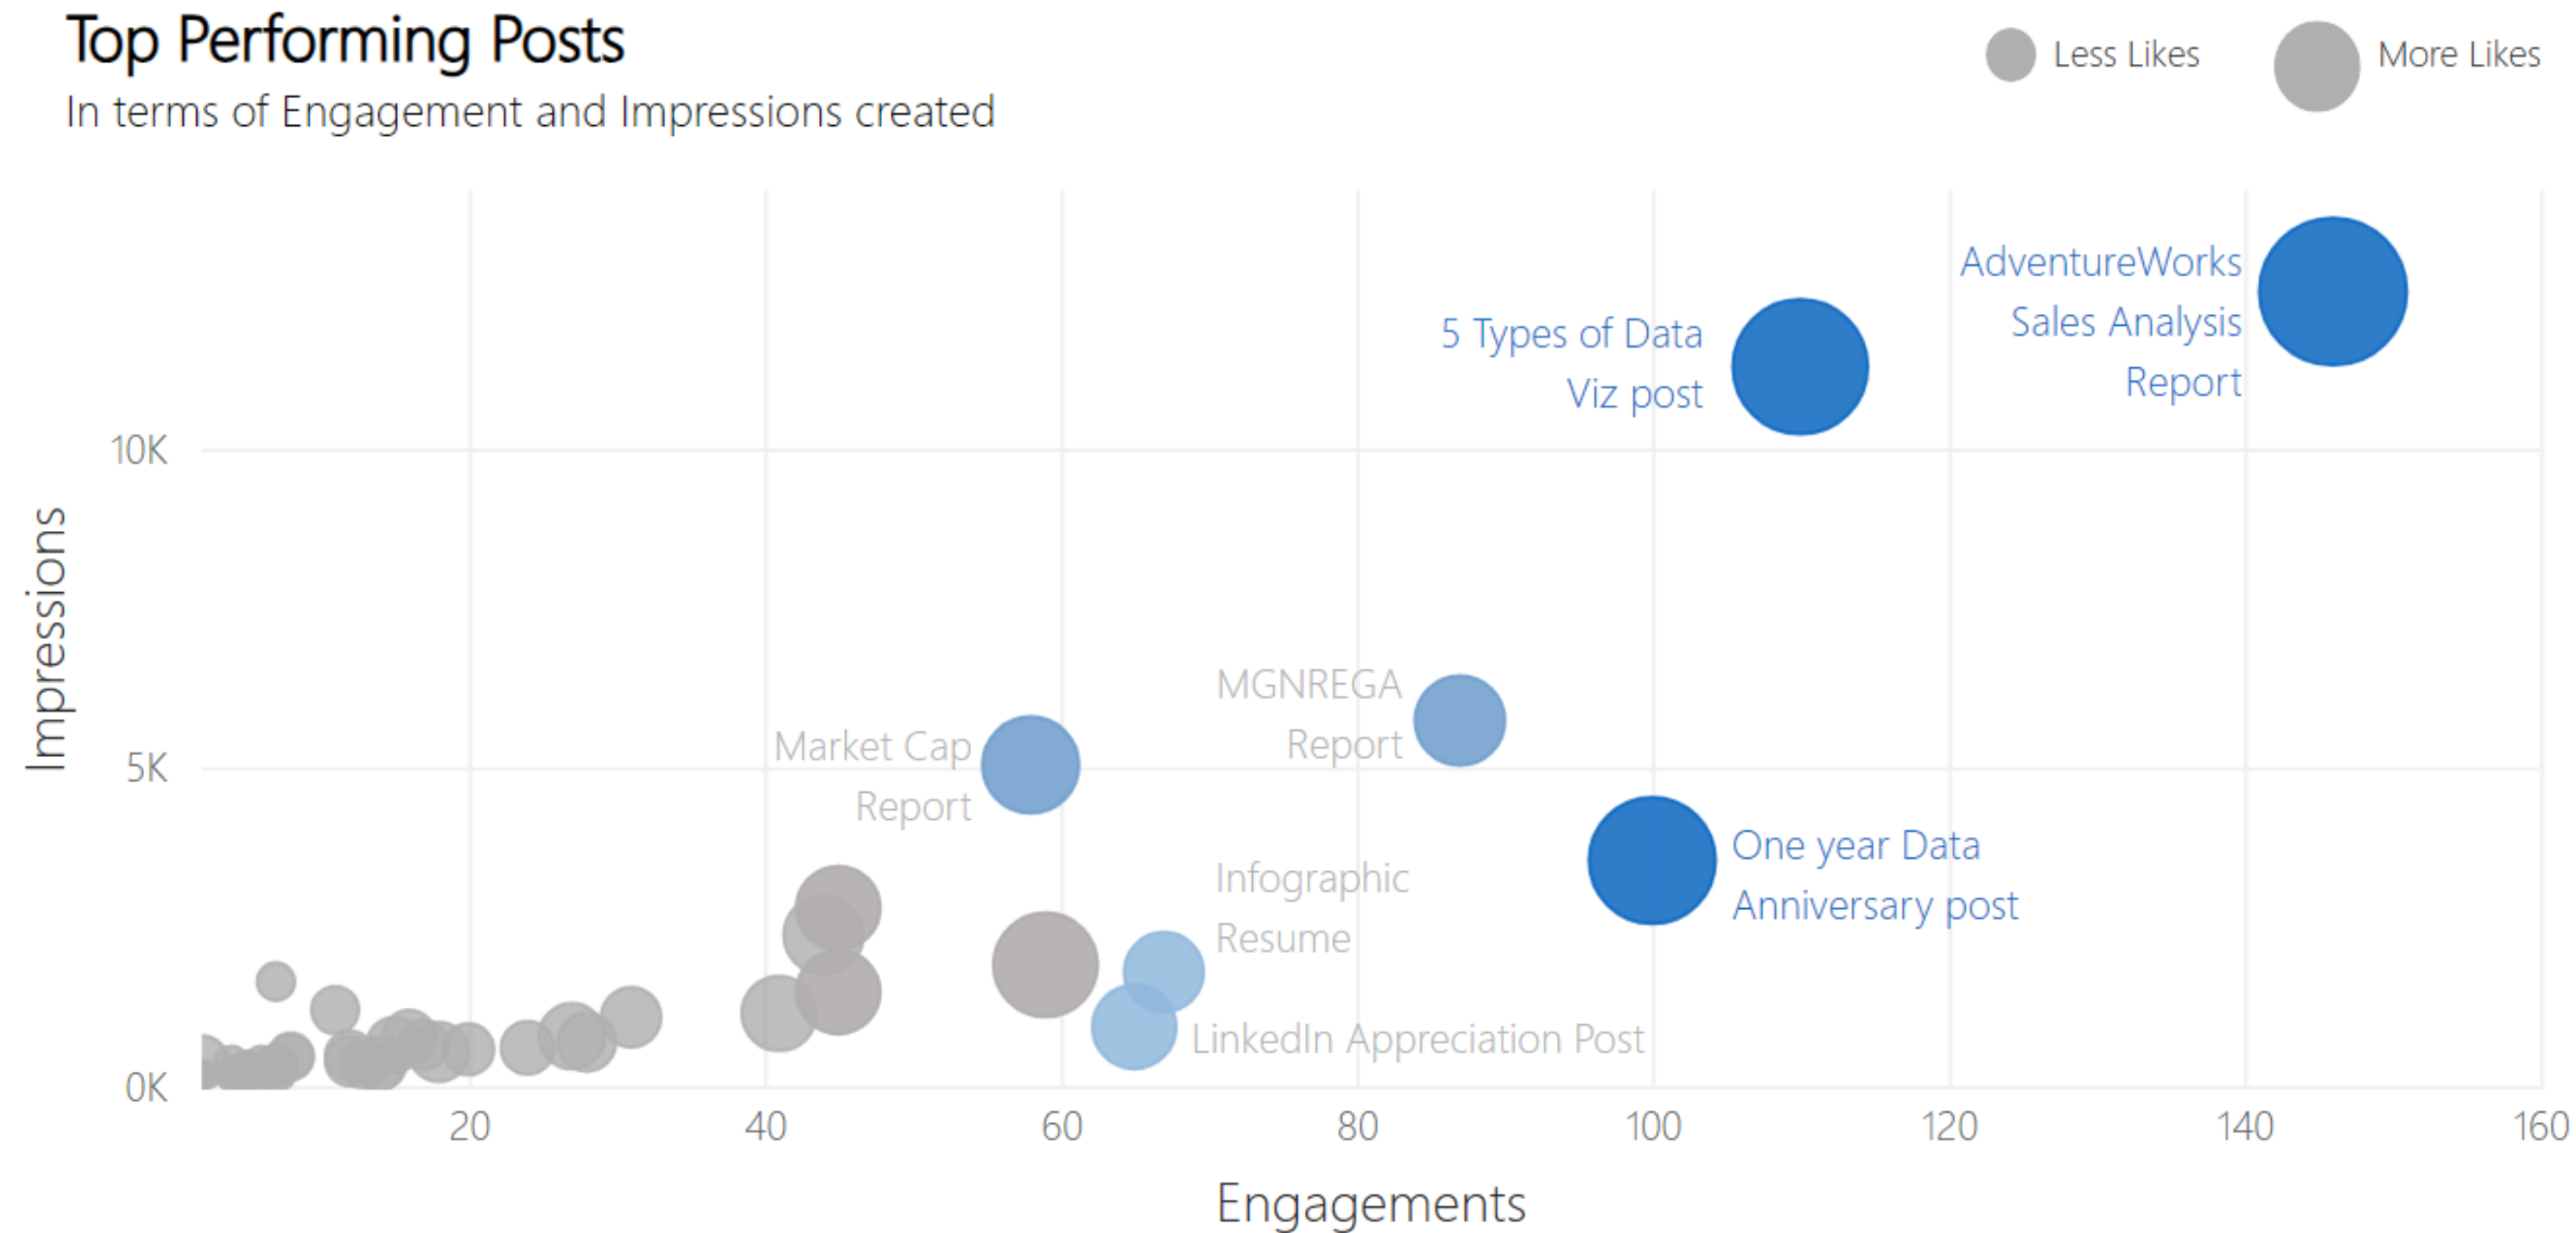 Top Performing Posts
In terms of Engagement and Impressions created
Less Likes
More Likes
AdventureWorks
Sales Analysis
Report
5 Types of Data
Viz post
10K
MGNREGA
Report
Market Cap
Report
5K
One year Data
Anniversary post
Infographic
Resume
LinkedIn Appreciation Post
0K
Impressions
20
40
60
80
100
120
140
160
Engagements